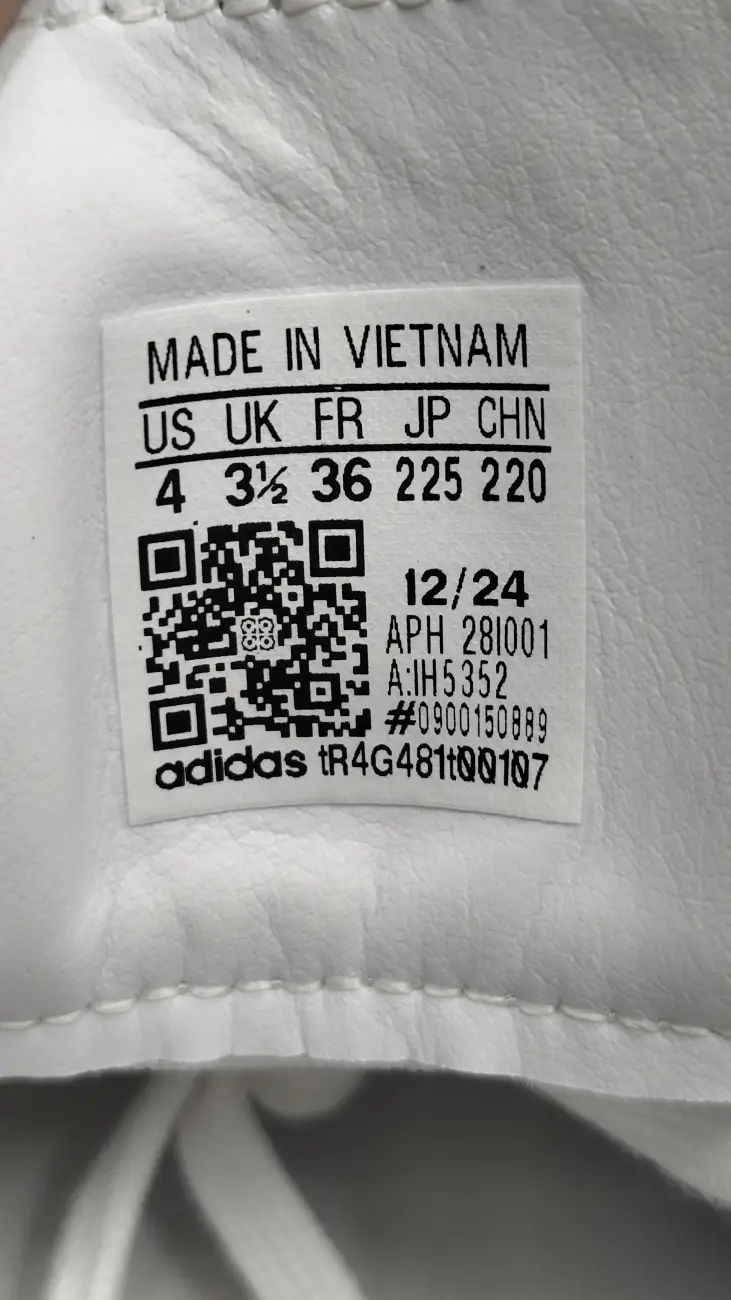 MADE IN VIETNAM
US UK FR JP CHN
4 3½ 36 225 220
12/24
APH 28I001
A:IH5352
#0900150889
adidas tR4G481t00107